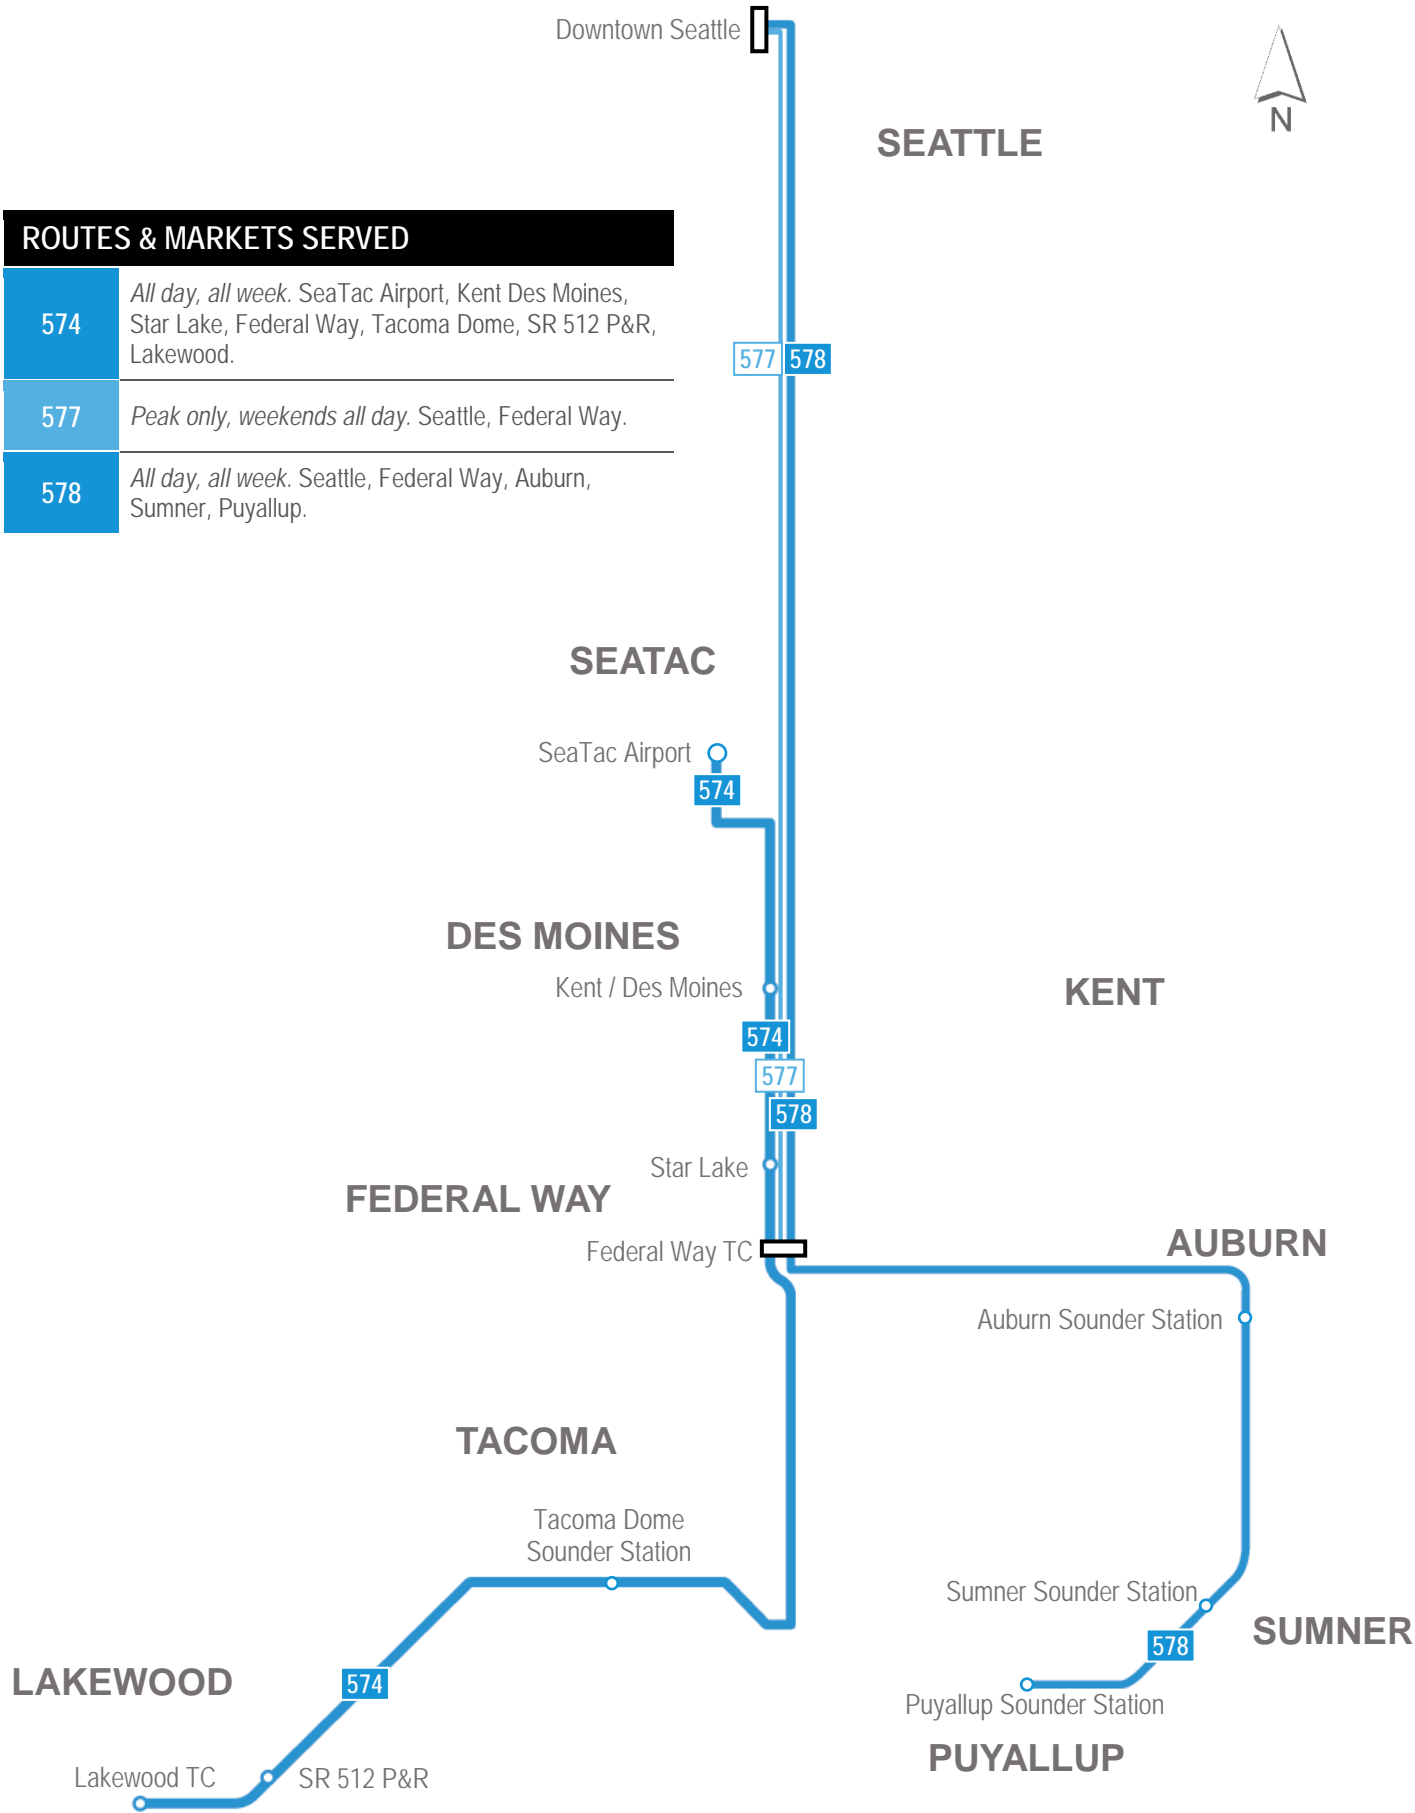 Downtown Seattle
N
SEATTLE
ROUTES & MARKETS SERVED
574
All day, all week. SeaTac Airport, Kent Des Moines,
Star Lake, Federal Way, Tacoma Dome, SR 512 P&R,
Lakewood.
577
Peak only, weekends all day. Seattle, Federal Way.
578
All day, all week. Seattle, Federal Way, Auburn,
Sumner, Puyallup.
577 578
SEATAC
SeaTac Airport
574
DES MOINES
Kent / Des Moines
KENT
574
577
578
Star Lake
FEDERAL WAY
Federal Way TC
AUBURN
Auburn Sounder Station
TACOMA
Tacoma Dome
Sounder Station
Sumner Sounder Station
SUMNER
578
LAKEWOOD
574
Puyallup Sounder Station
PUYALLUP
Lakewood TC
SR 512 P&R